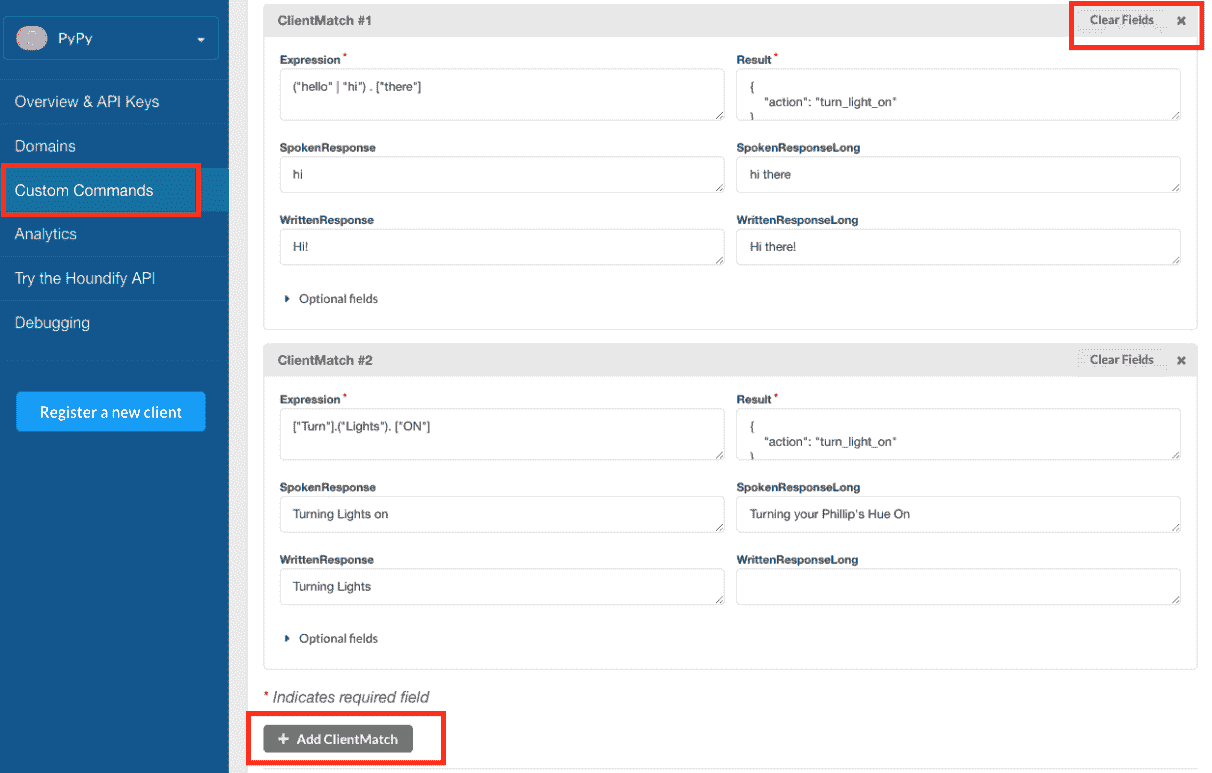 PyPy
Overview & API Keys
Domains
Custom Commands
Analytics
Try the Houndify API
Debugging
Register a new client
ClientMatch #1
Clear Fields ×
Expression *
Result *
("hello" | "hi") . ["there"]
{
"action": "turn_light_on"
}
SpokenResponse
SpokenResponseLong
hi
hi there
WrittenResponse
WrittenResponseLong
Hi!
Hi there!
Optional fields
ClientMatch #2
Clear Fields ×
Expression *
Result *
["Turn"].("Lights"). ["ON"]
{
"action": "turn_light_on"
}
SpokenResponse
SpokenResponseLong
Turning Lights on
Turning your Phillip's Hue On
WrittenResponse
WrittenResponseLong
Turning Lights
Optional fields
* Indicates required field
+ Add ClientMatch